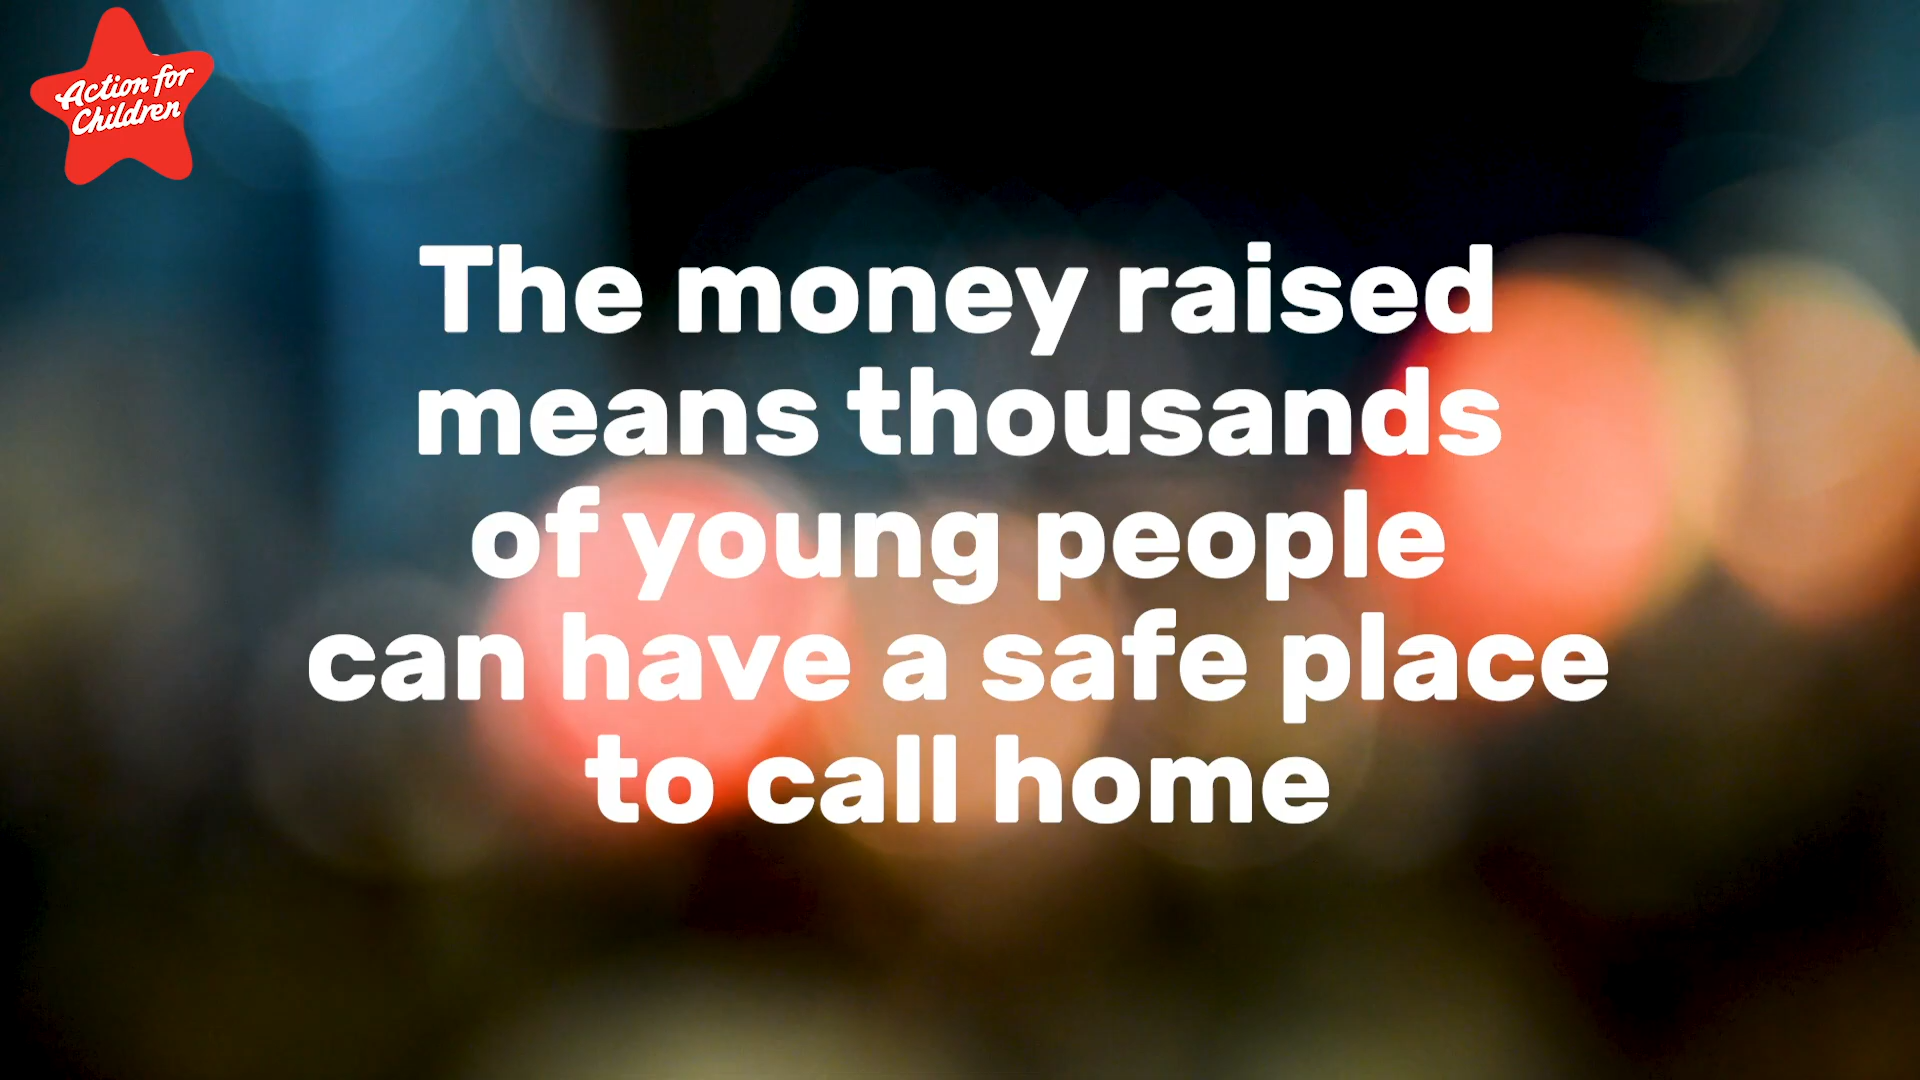 Action for
Children
The money raised
means thousands
of young people
can have a safe place
to call home